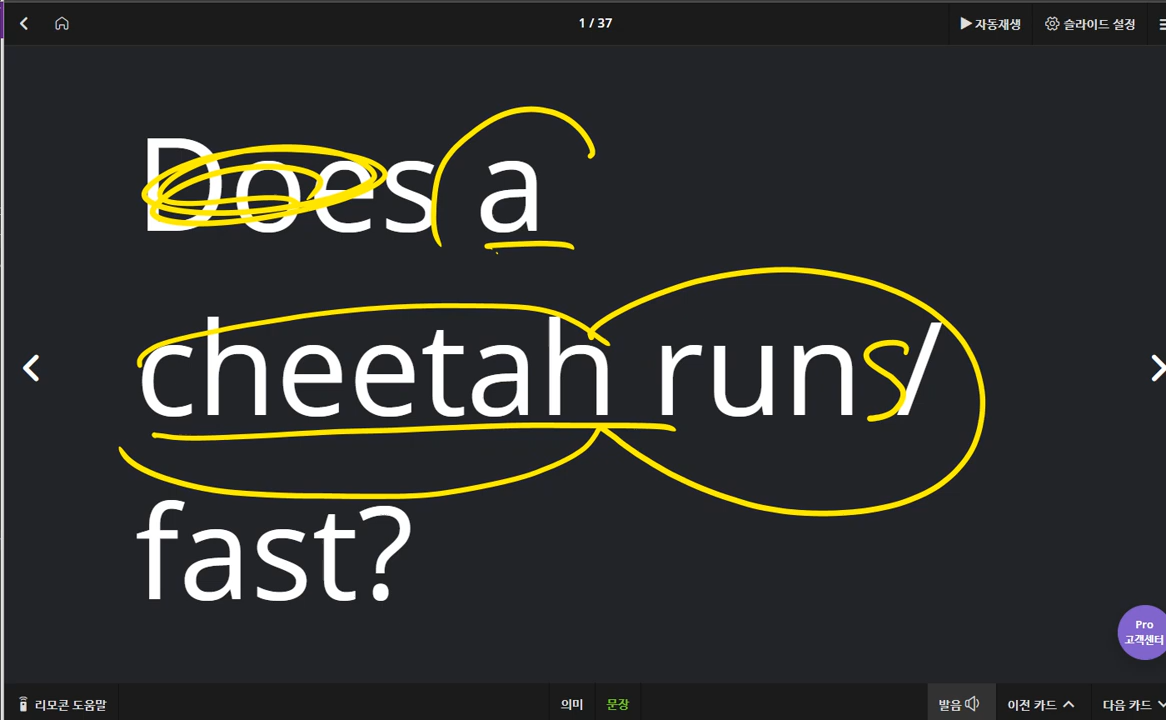 1 / 37
자동재생
슬라이드 설정
Does a
cheetah runs/
fast?
Pro
고객센터
리모콘 도움말
의미
문장
발음
이전 카드
다음 카드